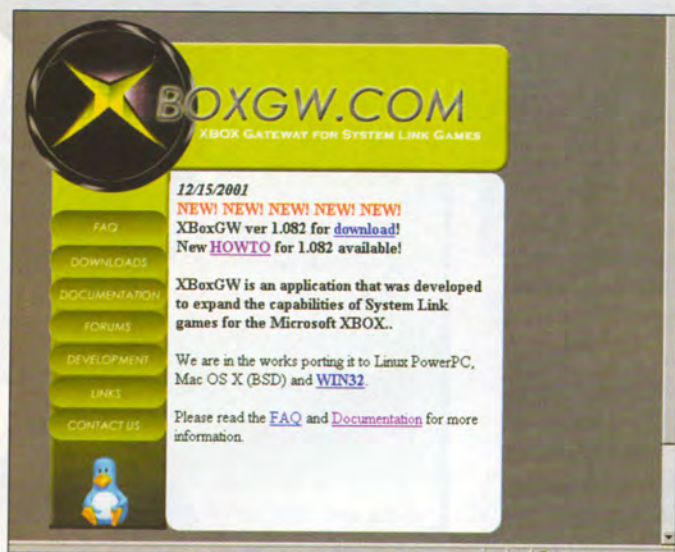 XBOXGW.COM
XBOX GATEWAY FOR SYSTEM LINK GAMES
12/15/2001
NEW! NEW! NEW! NEW! NEW!
XBoxGW ver 1.082 for download!
New HOWTO for 1.082 available!
XBoxGW is an application that was developed
to expand the capabilities of System Link
games for the Microsoft XBOX..
We are in the works porting it to Linux PowerPC,
Mac OS X (BSD) and WIN32.
Please read the FAQ and Documentation for more
information.
FAQ
DOWNLOADS
DOCUMENTATION
FORUMS
DEVELOPMENT
LINKS
CONTACT US